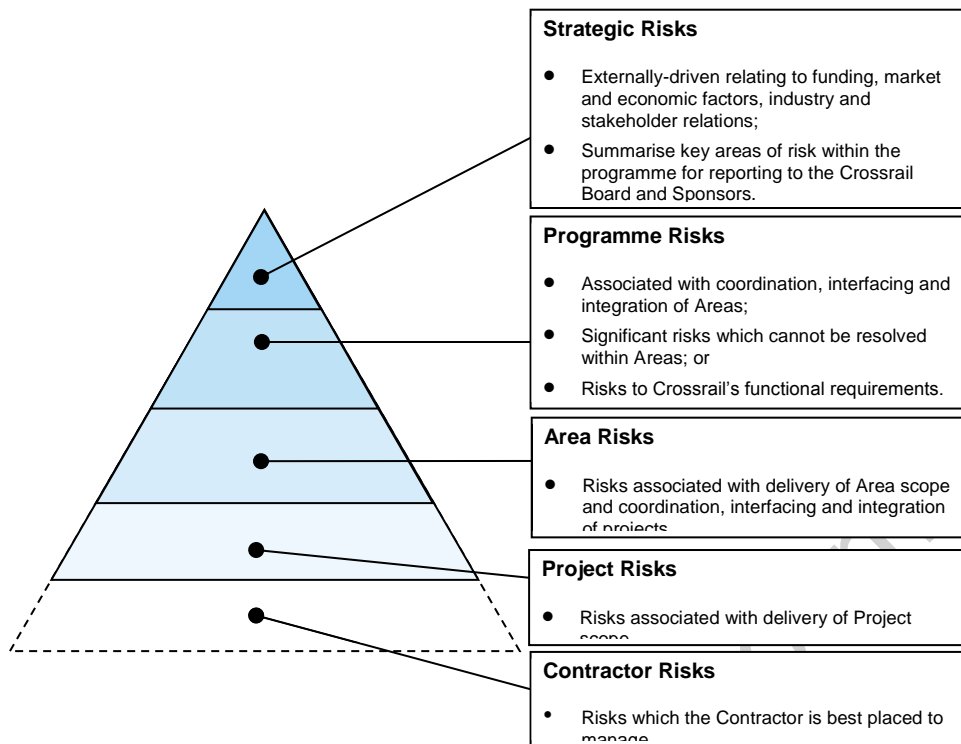 Strategic Risks
● Externally-driven relating to funding, market
and economic factors, industry and
stakeholder relations;
● Summarise key areas of risk within the
programme for reporting to the Crossrail
Board and Sponsors.
Programme Risks
● Associated with coordination, interfacing and
integration of Areas;
● Significant risks which cannot be resolved
within Areas; or
● Risks to Crossrail's functional requirements.
Area Risks
● Risks associated with delivery of Area scope
and coordination, interfacing and integration
of projects
Project Risks
● Risks associated with delivery of Project
scope
Contractor Risks
• Risks which the Contractor is best placed to
manage